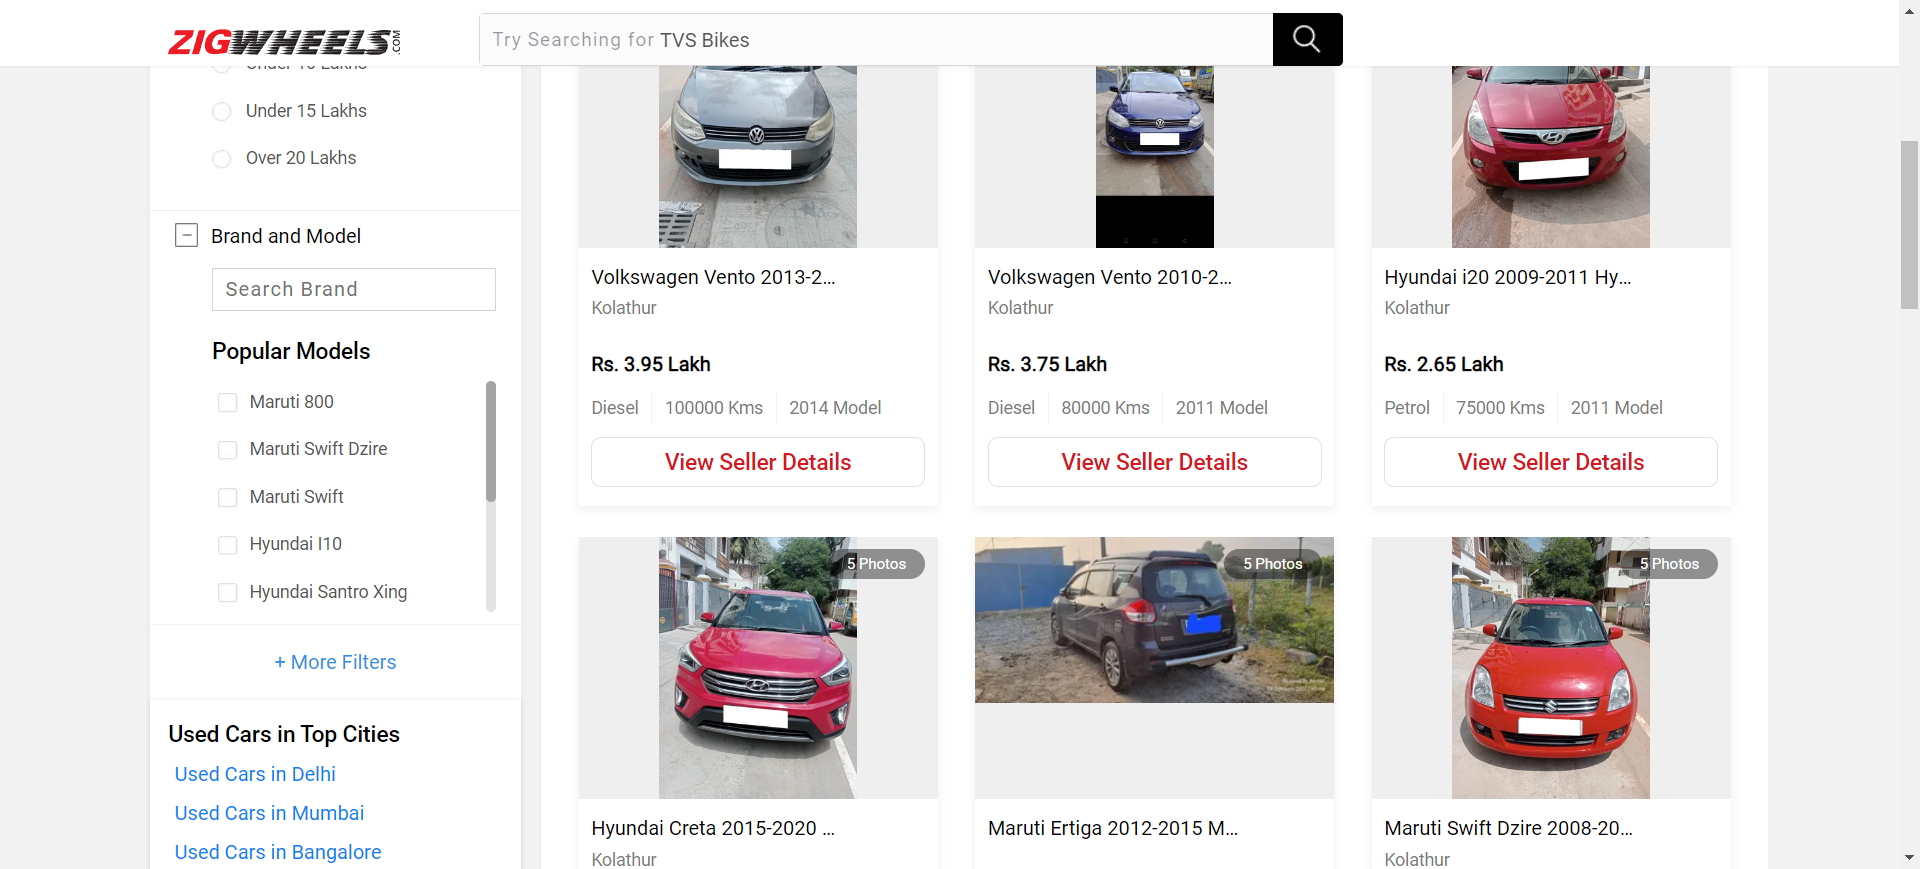 ZIGWHEELS.COM
Try Searching for TVS Bikes
Under 15 Lakhs
Over 20 Lakhs
Brand and Model
Search Brand
Popular Models
Maruti 800
Maruti Swift Dzire
Maruti Swift
Hyundai I10
Hyundai Santro Xing
+ More Filters
Used Cars in Top Cities
Used Cars in Delhi
Used Cars in Mumbai
Used Cars in Bangalore
Volkswagen Vento 2013-2...
Kolathur
Rs. 3.95 Lakh
Diesel 100000 Kms 2014 Model
View Seller Details
Volkswagen Vento 2010-2...
Kolathur
Rs. 3.75 Lakh
Diesel 80000 Kms 2011 Model
View Seller Details
Hyundai i20 2009-2011 Hy...
Kolathur
Rs. 2.65 Lakh
Petrol 75000 Kms 2011 Model
View Seller Details
5 Photos
Hyundai Creta 2015-2020 ...
Kolathur
5 Photos
Maruti Ertiga 2012-2015 M...
5 Photos
Maruti Swift Dzire 2008-20...
Kolathur